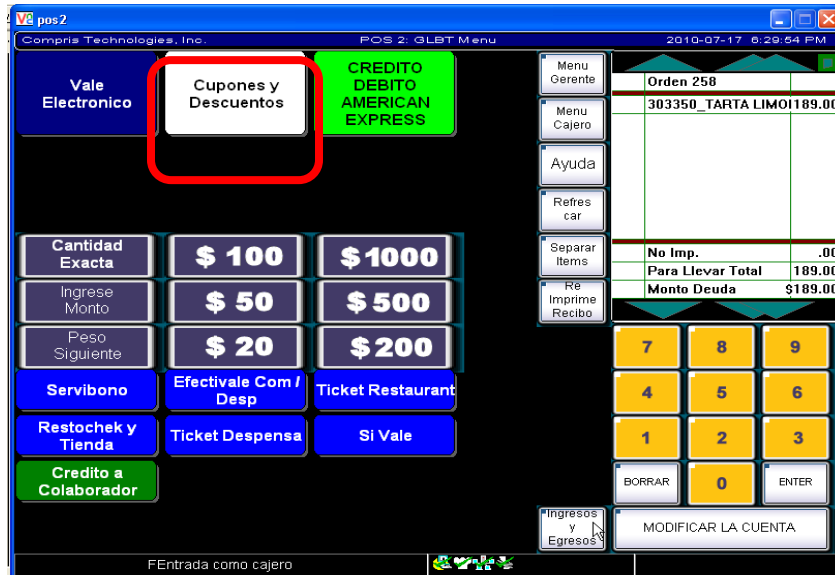 pos2
Compris Technologies, Inc.
POS 2: GLBT Menu
2010-07-17 6:29:54 PM
Vale
Electronico
Cupones y
Descuentos
CREDITO
DEBITO
AMERICAN
EXPRESS
Menu
Gerente
Menu
Cajero
Ayuda
Refres
car
Separar
Items
Re
Imprime
Recibo
Orden 258
303350_TARTA LIMOI189.00
No Imp. .00
Para Llevar Total 189.00
Monto Deuda $189.00
Cantidad
Exacta
$ 100
$1000
Ingrese
Monto
$ 50
$500
Peso
Siguiente
$ 20
$200
Servibono
Efectivale Com /
Desp
Ticket Restaurant
Restochek y
Tienda
Ticket Despensa
Si Vale
Credito a
Colaborador
7 8 9
4 5 6
1 2 3
BORRAR 0 ENTER
Ingresos
y
Egresos
MODIFICAR LA CUENTA
FEntrada como cajero